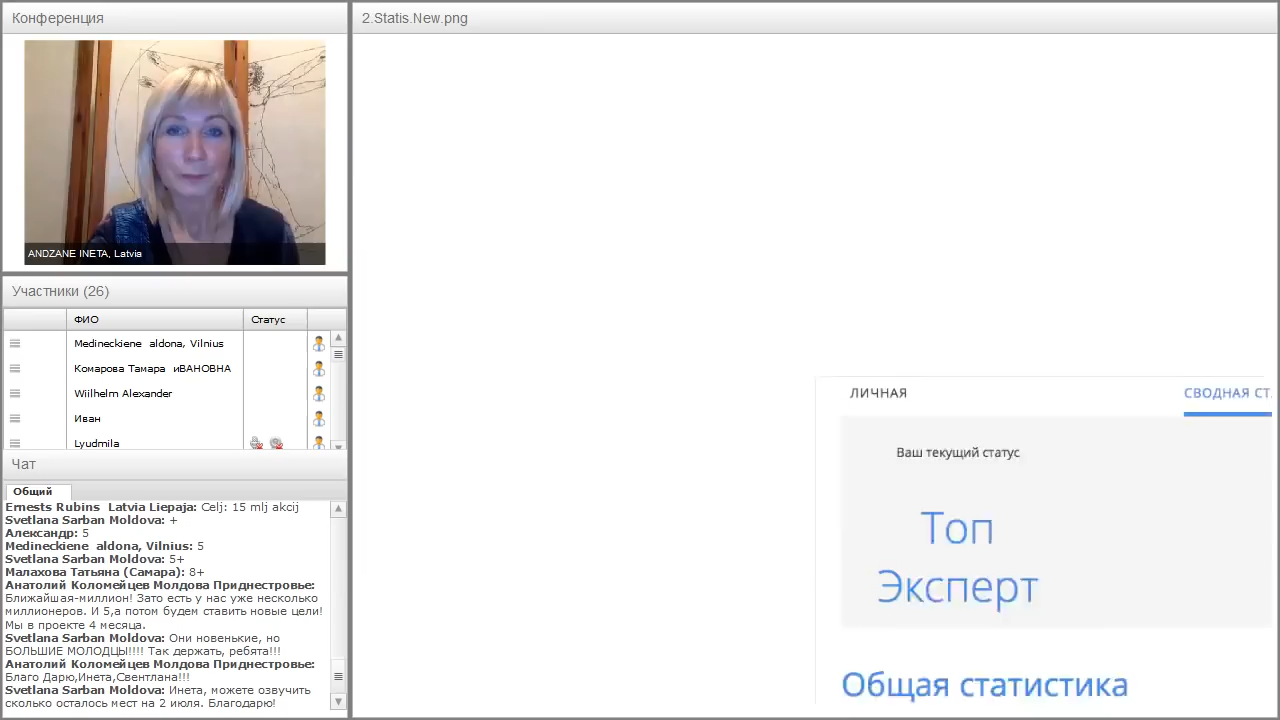 Конференция
2.Statis.New.png
ANDZANE INETA, Latvia
Участники (26)
ФИО Статус
Medineckiene aldona, Vilnius
Комарова Тамара иВАНОВНА
Wiilhelm Alexander
Иван
Lyudmila
Чат
Общий
Ernests Rubins Latvia Liepaja: Celj: 15 mlj akcij
Svetlana Sarban Moldova: +
Александр: 5
Medineckiene aldona, Vilnius: 5
Svetlana Sarban Moldova: 5+
Малахова Татьяна (Самара): 8+
Анатолий Коломейцев Молдова Приднестровье:
Ближайшая-миллион! Зато есть у нас уже несколько
миллионеров. И 5,а потом будем ставить новые цели!
Мы в проекте 4 месяца.
Svetlana Sarban Moldova: Они новенькие, но
БОЛЬШИЕ МОЛОДЦЫ!!!! Так держать, ребята!!!
Анатолий Коломейцев Молдова Приднестровье:
Благо Дарю,Инета,Свентлана!!!
Svetlana Sarban Moldova: Инета, можете озвучить
сколько осталось мест на 2 июля. Благодарю!
ЛИЧНАЯ
СВОДНАЯ СТ
Ваш текущий статус
Топ
Эксперт
Общая статистика